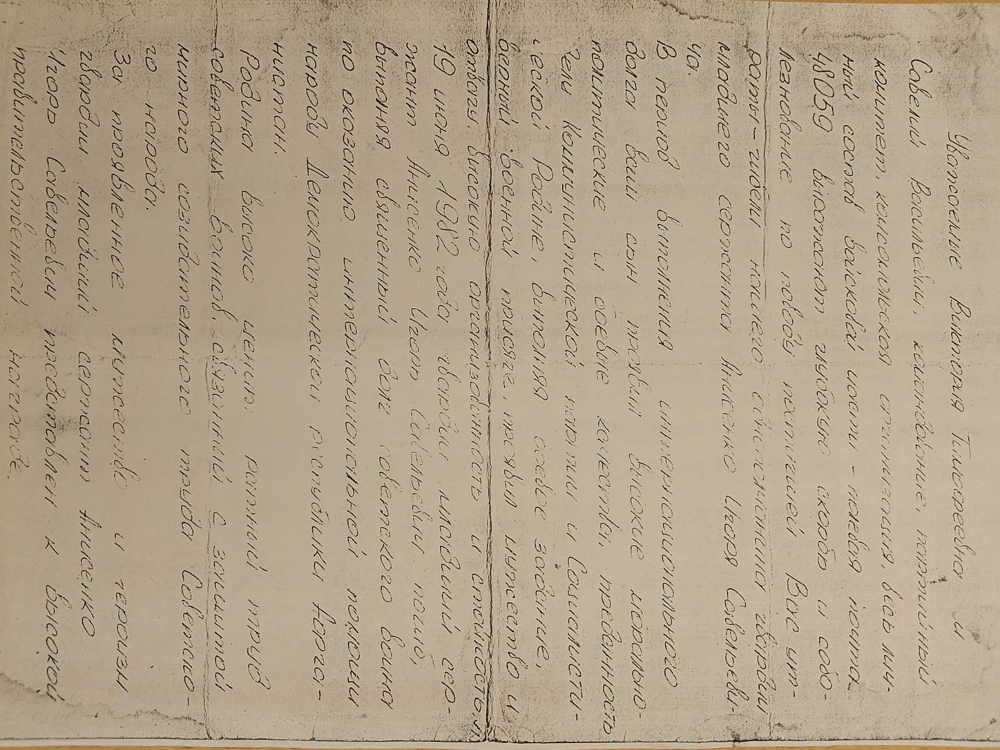 Уважаемые Виктория Тимофеевна и
Савелий Васильевич, командование, партийный
комитет, комсомольская организация, весь лич-
ный состав войсковой части - полевая почта
48059 выражают глубокую скорбь и собо-
лезнование по поводу постигшей Вас ут-
раты - гибели нашего однополчанина гвардии
младшего сержанта Анисенко Игоря Савельеви-
ча.
В период выполнения интернационального
долга ваш сын проявил высокие морально-
политические и боевые качества, преданность
делу Коммунистической партии и Социалисти-
ческой Родине, выполняя боевое задание,
верный военной присяге, проявил мужество и
отвагу, высокую организованность и стойкость.
19 июня 1982 года гвардии младший сер-
жант Анисенко Игорь Савельевич погиб,
выполняя священный долг советского воина
по оказанию интернациональной помощи
народу Демократической республики Афга-
нистан.
Родина высоко ценит ратный труд
советских воинов, связанный с защитой
мирного созидательного труда Советско-
го народа.
За проявленное мужество и героизм
гвардии младший сержант Анисенко
Игорь Савельевич представлен к высокой
правительственной награде.